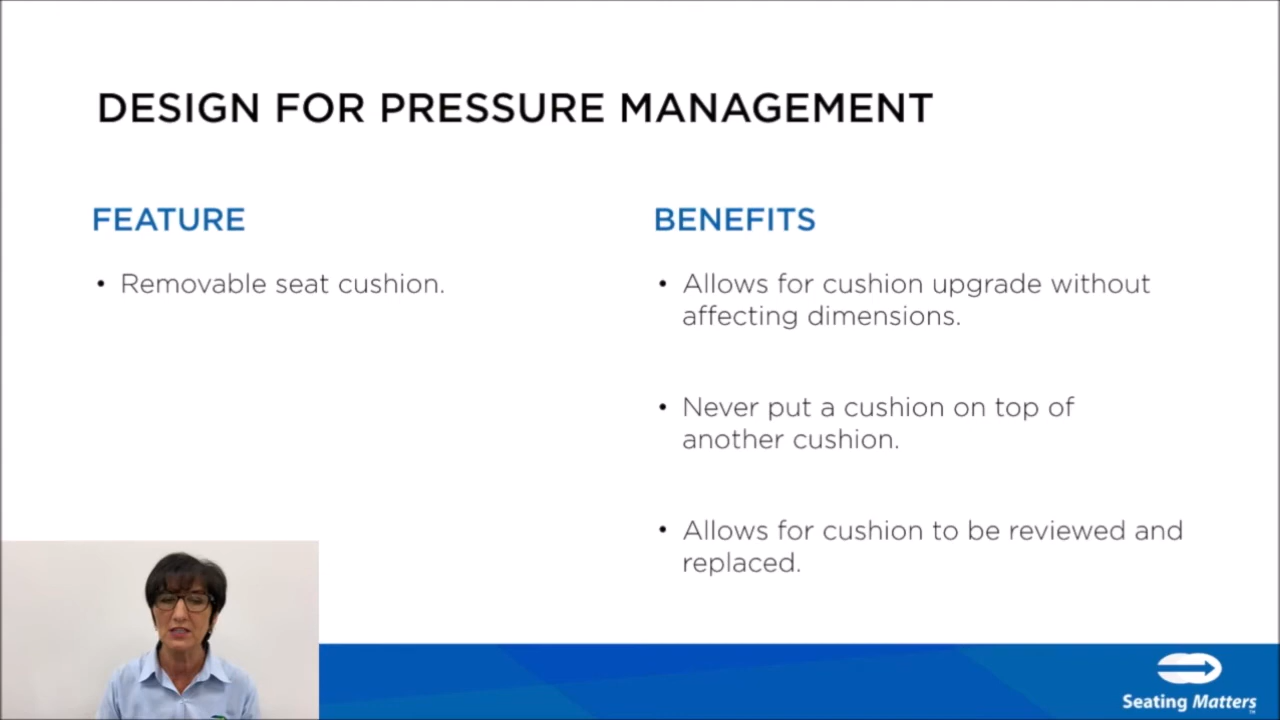 DESIGN FOR PRESSURE MANAGEMENT
FEATURE
• Removable seat cushion.
BENEFITS
• Allows for cushion upgrade without
affecting dimensions.
• Never put a cushion on top of
another cushion.
• Allows for cushion to be reviewed and
replaced.
Seating Matters
TM